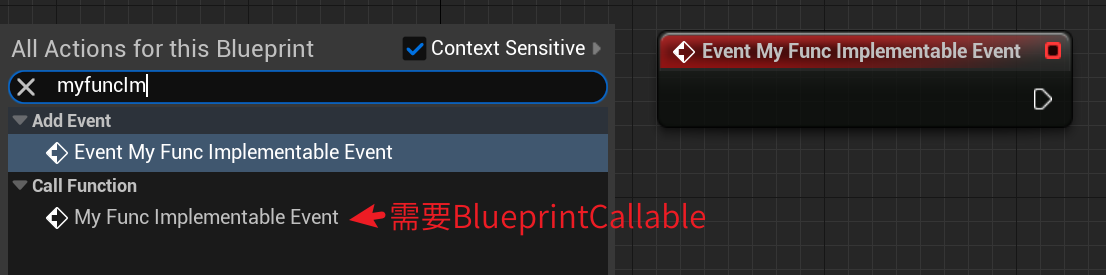 All Actions for this Blueprint
Context Sensitive
myfuncIm
Add Event
Event My Func Implementable Event
Call Function
My Func Implementable Event
需要BlueprintCallable
Event My Func Implementable Event